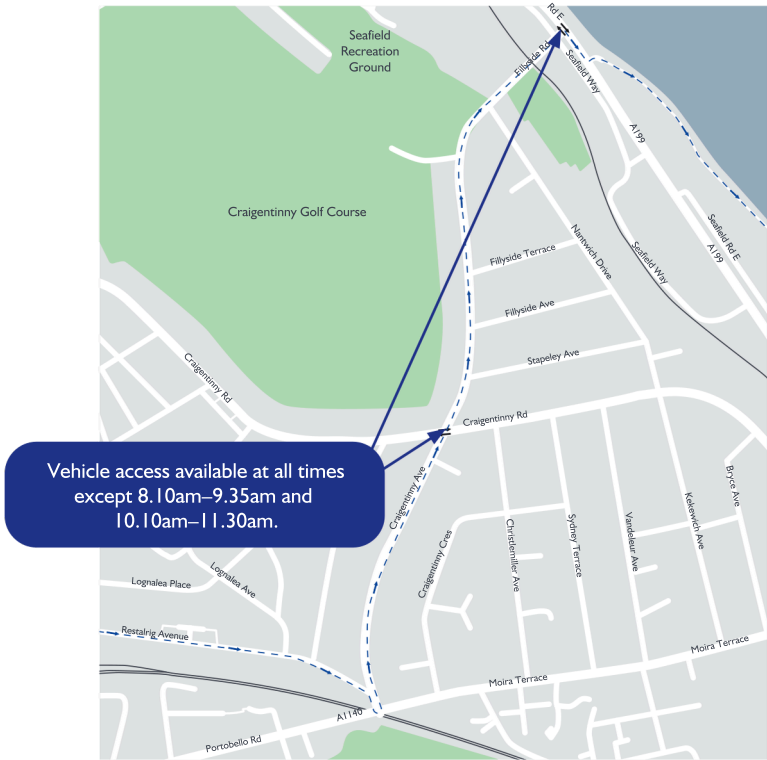 Rd E
Seafield
Recreation
Ground
Fillyside Rd
Seafield Way
A199
Craigentinny Golf Course
Seafield Rd E
A199
Nantwich Drive
Seafield Way
Fillyside Terrace
Fillyside Ave
Stapeley Ave
Craigentinny Rd
Craigentinny Rd
Vehicle access available at all times
except 8.10am–9.35am and
10.10am–11.30am.
Craigentinny Ave
Bryce Ave
Kekewich Ave
Christlemiller Ave
Sydney Terrace
Vandeleur Ave
Craigentinny Cres
Lognalea Place
Lognalea Ave
Restalrig Avenue
Moira Terrace
Moira Terrace
A1140
Portobello Rd